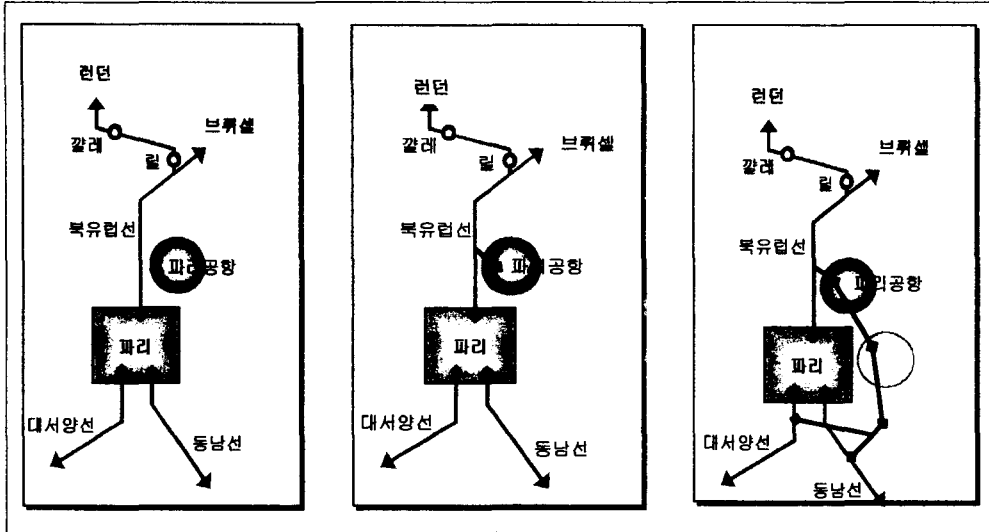 런던
깔레
브뤼셀
릴
북유럽선
파리공항
파리
대서양선
동남선
런던
깔레
브뤼셀
릴
북유럽선
파리공항
파리
대서양선
동남선
런던
깔레
브뤼셀
릴
북유럽선
파리공항
파리
대서양선
동남선